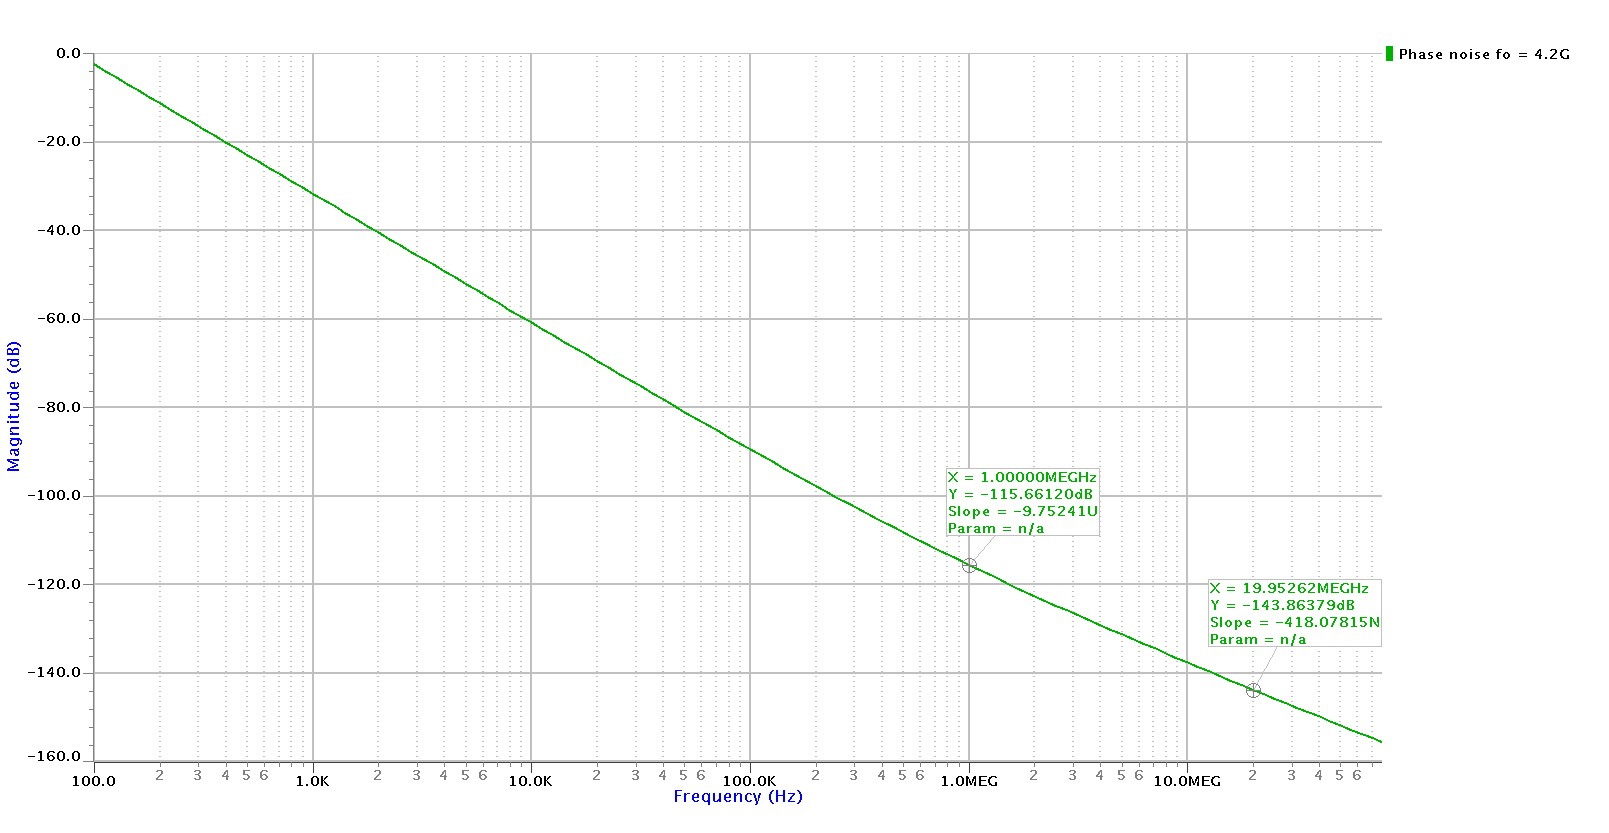 Phase noise fo = 4.2G
0.0
-20.0
-40.0
-60.0
-80.0
-100.0
-120.0
-140.0
-160.0
Magnitude (dB)
X = 1.00000MEGHz
Y = -115.66120dB
Slope = -9.75241U
Param = n/a
X = 19.95262MEGHz
Y = -143.86379dB
Slope = -418.07815N
Param = n/a
100.0 2 3 4 5 6 1.0K 2 3 4 5 6 10.0K 2 3 4 5 6 100.0K 2 3 4 5 6 1.0MEG 2 3 4 5 6 10.0MEG 2 3 4 5 6
Frequency (Hz)